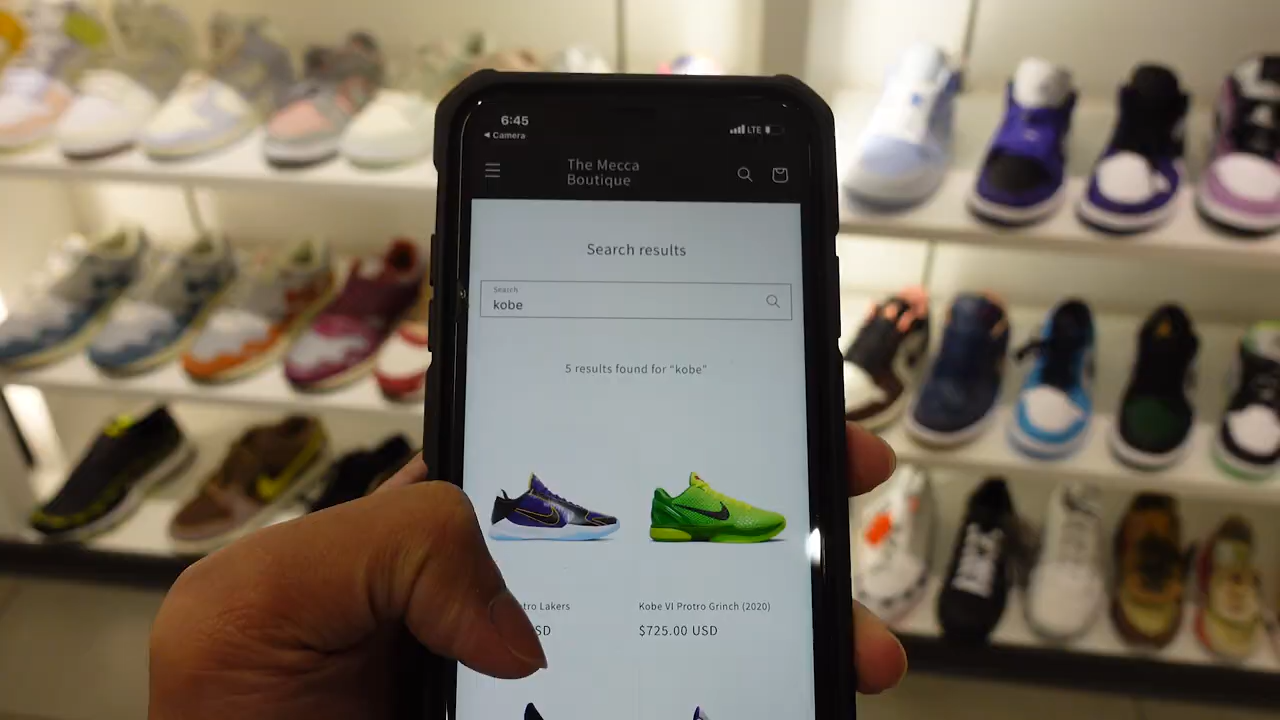 6:45
LTE
Camera
The Mecca
Boutique
Search results
Search
kobe
5 results found for “kobe”
tro Lakers
Kobe VI Protro Grinch (2020)
SD
$725.00 USD